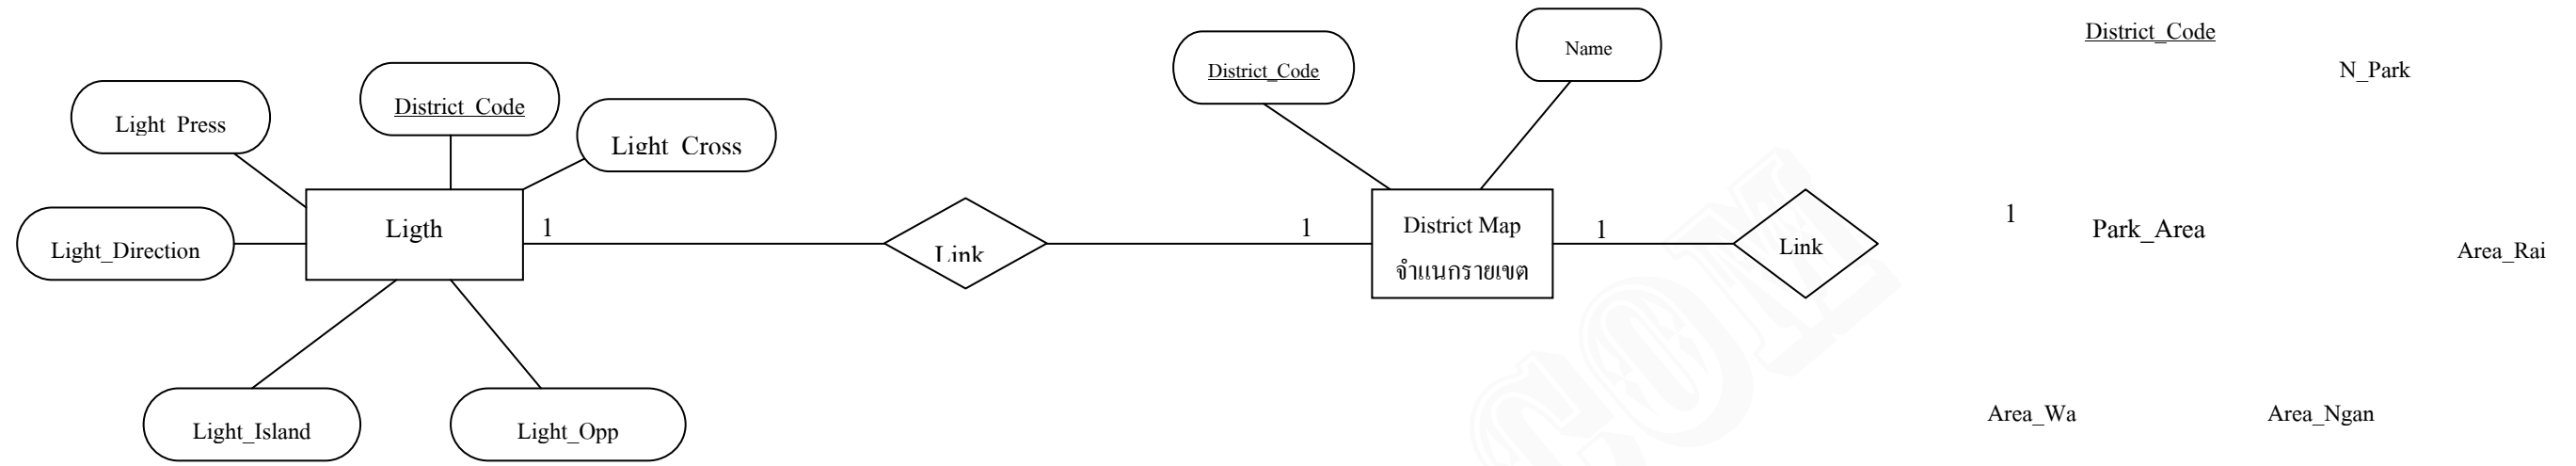 District_Code
Name
District_Code
N_Park
Light_Press
District_Code
Light_Cross
Ligth
1
Link
1
District Map
จำแนกรายเขต
1
Link
1
Park_Area
Light_Direction
Area_Rai
Light_Island
Light_Opp
Area_Wa
Area_Ngan
COM